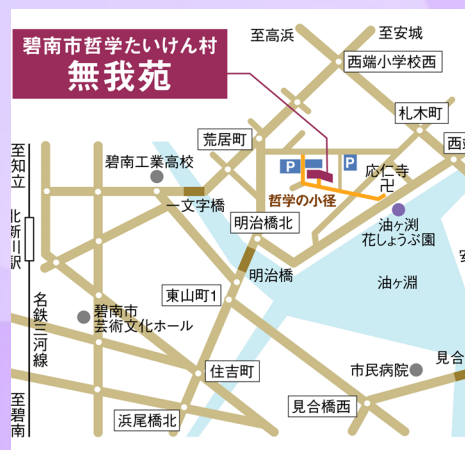 碧南市哲学たいけん村
無我苑
至高浜
至安城
西端小学校西
札木町
荒居町
P
P
碧南工業高校
応仁寺
卍
哲学の小径
至知立
一文字橋
油ヶ渕
花しょうぶ園
明治橋北
北新川駅
明治橋
油ヶ淵
東山町1
名鉄三河線
碧南市
芸術文化ホール
住吉町
市民病院
見合
見合橋西
至碧南
浜尾橋北